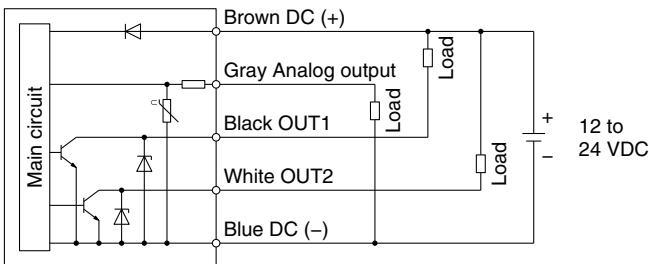 Brown DC (+)
Gray Analog output
Black OUT1
White OUT2
Blue DC (−)
Main circuit
Load
Load
Load
+
−
12 to
24 VDC